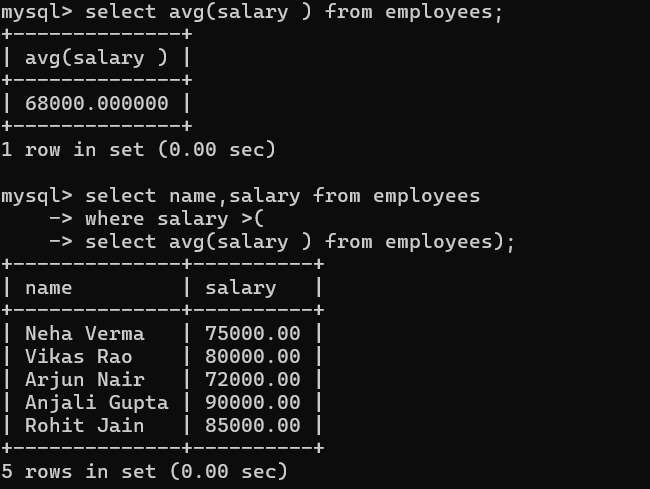 mysql> select avg(salary ) from employees;
+--------------+
| avg(salary ) |
+--------------+
| 68000.000000 |
+--------------+
1 row in set (0.00 sec)
mysql> select name,salary from employees
    -> where salary >(
    -> select avg(salary ) from employees);
+--------------+----------+
| name         | salary   |
+--------------+----------+
| Neha Verma   | 75000.00 |
| Vikas Rao    | 80000.00 |
| Arjun Nair   | 72000.00 |
| Anjali Gupta | 90000.00 |
| Rohit Jain   | 85000.00 |
+--------------+----------+
5 rows in set (0.00 sec)